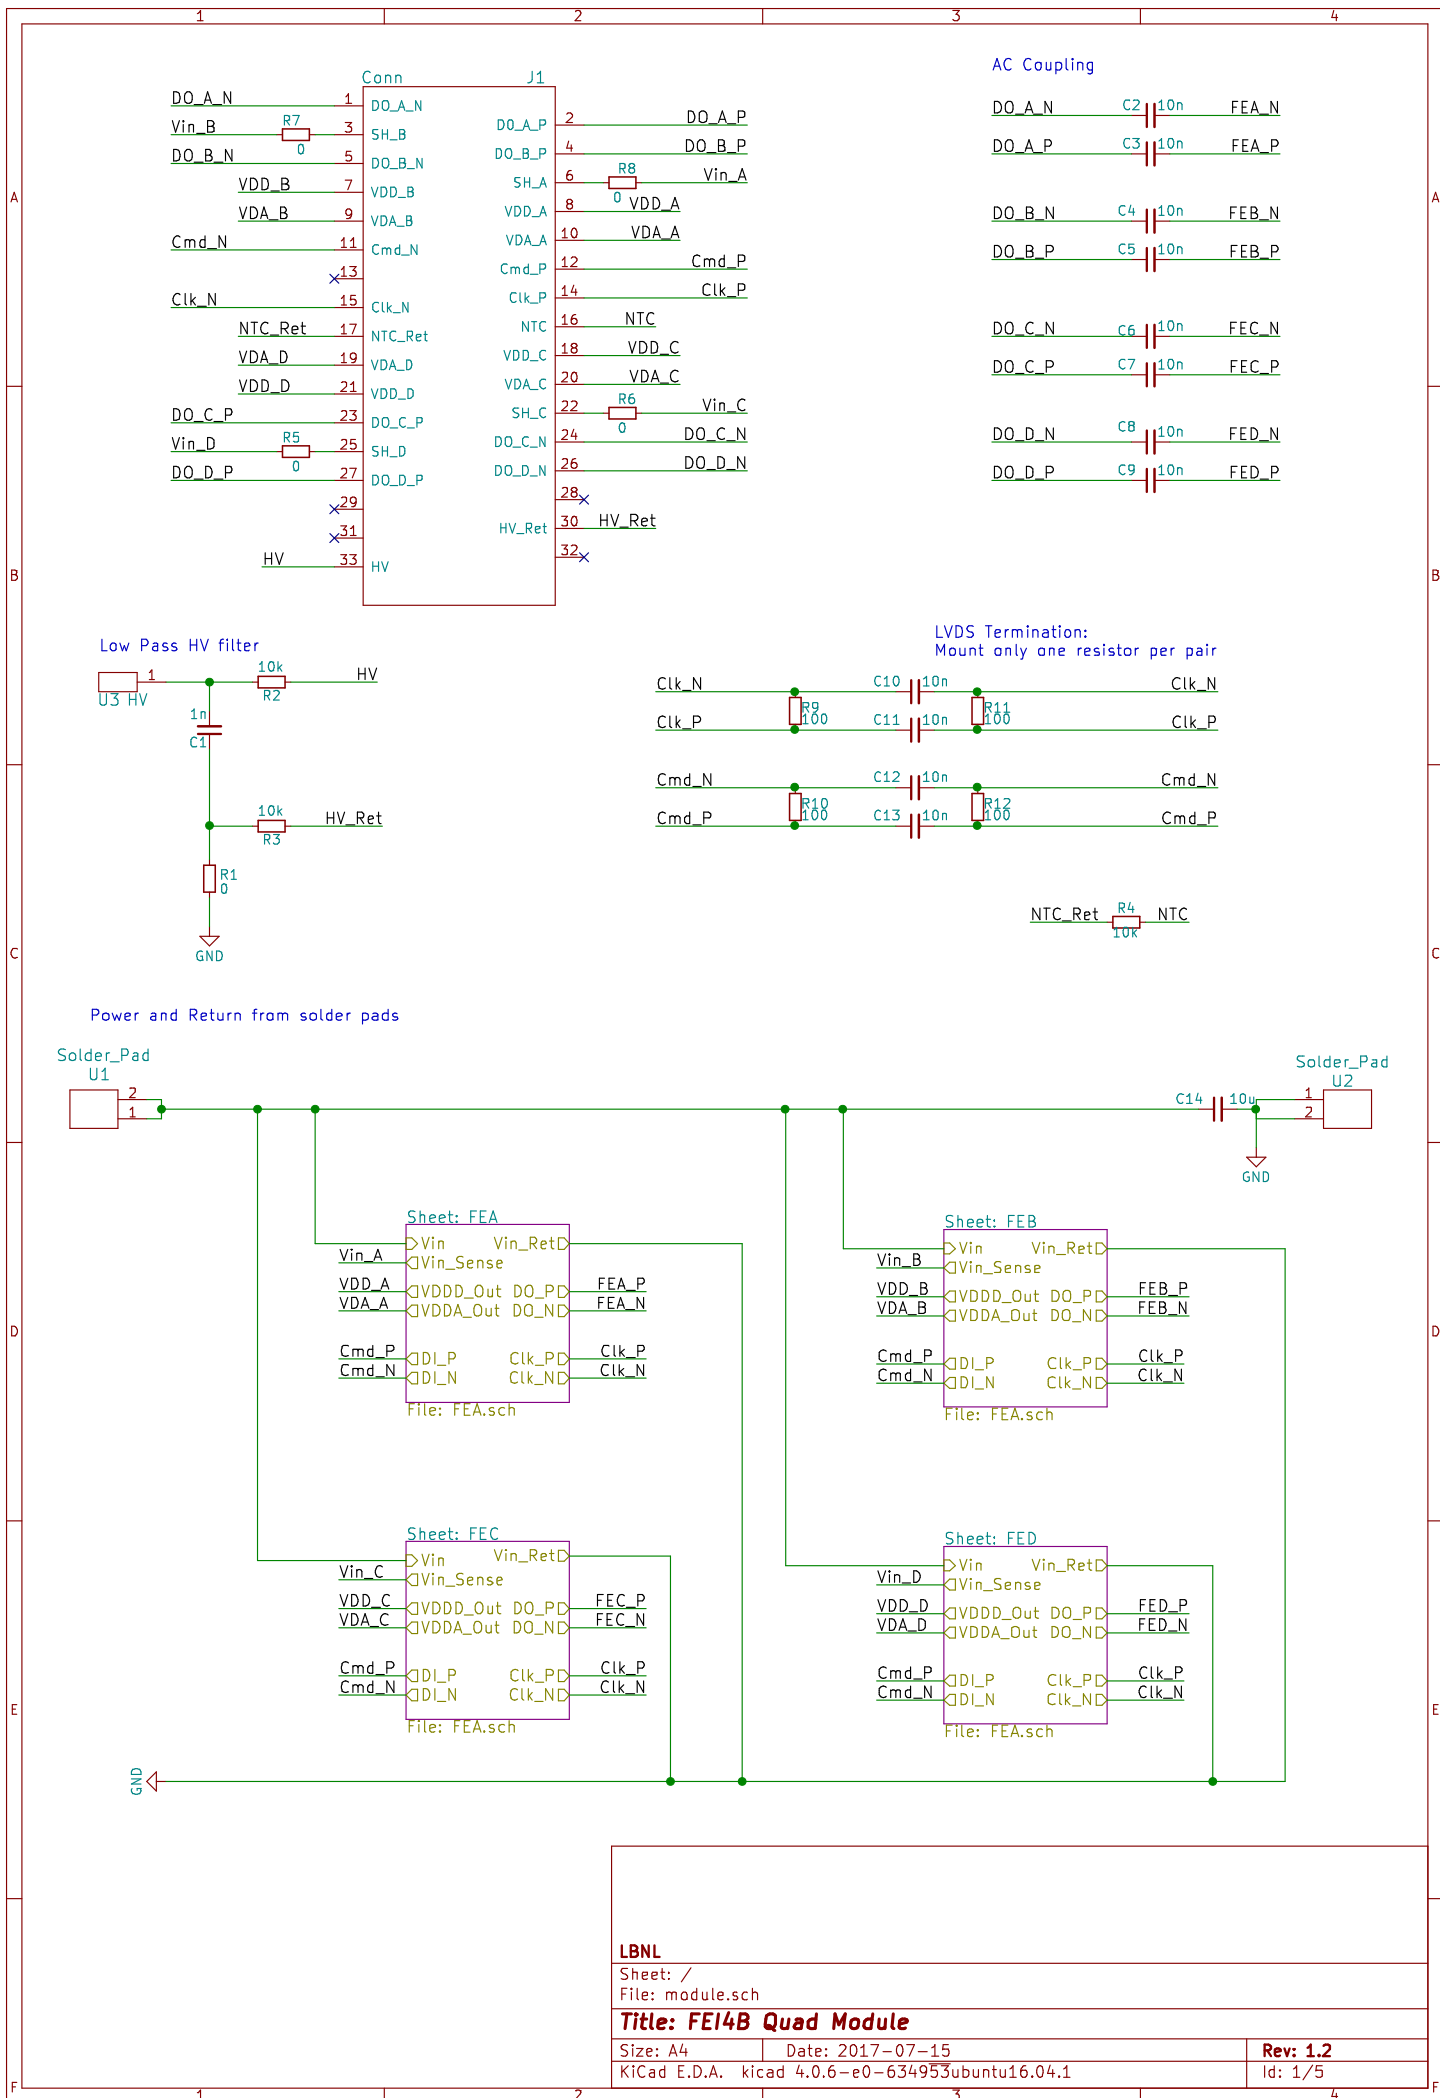 1 2 3 4
Conn J1
DO_A_N 1 DO_A_N
DO_A_P 2 DO_A_P
Vin_B R7 0 3 SH_B
DO_B_P 4 DO_B_P
DO_B_N 5 DO_B_N
SH_A 6 R8 0 Vin_A
VDD_B 7 VDD_B
VDD_A 8 VDD_A
VDA_B 9 VDA_B
VDA_A 10 VDA_A
Cmd_N 11 Cmd_N
Cmd_P 12 Cmd_P
13
Clk_P 14 Clk_P
Clk_N 15 Clk_N
NTC 16 NTC
NTC_Ret 17 NTC_Ret
VDD_C 18 VDD_C
VDA_D 19 VDA_D
VDA_C 20 VDA_C
VDD_D 21 VDD_D
SH_C 22 R6 0 Vin_C
DO_C_P 23 DO_C_P
DO_C_N 24 DO_C_N
Vin_D R5 0 25 SH_D
DO_D_N 26 DO_D_N
DO_D_P 27 DO_D_P
28
29
HV_Ret 30 HV_Ret
31
32
HV 33 HV
AC Coupling
DO_A_N C2 10n FEA_N
DO_A_P C3 10n FEA_P
DO_B_N C4 10n FEB_N
DO_B_P C5 10n FEB_P
DO_C_N C6 10n FEC_N
DO_C_P C7 10n FEC_P
DO_D_N C8 10n FED_N
DO_D_P C9 10n FED_P
A A
B B
Low Pass HV filter
U3 HV 1
10k R2 HV
1n C1
10k R3 HV_Ret
R1 0
GND
LVDS Termination:
Mount only one resistor per pair
Clk_N C10 10n Clk_N
R9 100 R11 100
Clk_P C11 10n Clk_P
Cmd_N C12 10n Cmd_N
R10 100 R12 100
Cmd_P C13 10n Cmd_P
NTC_Ret R4 10k NTC
C C
Power and Return from solder pads
Solder_Pad
U1
2
1
Solder_Pad
U2
C14 10u
1
2
GND
Sheet: FEA
Vin Vin_Ret
Vin_A Vin_Sense
VDD_A VDDD_Out DO_P FEA_P
VDA_A VDDA_Out DO_N FEA_N
Cmd_P DI_P Clk_P Clk_P
Cmd_N DI_N Clk_N Clk_N
File: FEA.sch
Sheet: FEB
Vin Vin_Ret
Vin_B Vin_Sense
VDD_B VDDD_Out DO_P FEB_P
VDA_B VDDA_Out DO_N FEB_N
Cmd_P DI_P Clk_P Clk_P
Cmd_N DI_N Clk_N Clk_N
File: FEA.sch
D D
Sheet: FEC
Vin Vin_Ret
Vin_C Vin_Sense
VDD_C VDDD_Out DO_P FEC_P
VDA_C VDDA_Out DO_N FEC_N
Cmd_P DI_P Clk_P Clk_P
Cmd_N DI_N Clk_N Clk_N
File: FEA.sch
Sheet: FED
Vin Vin_Ret
Vin_D Vin_Sense
VDD_D VDDD_Out DO_P FED_P
VDA_D VDDA_Out DO_N FED_N
Cmd_P DI_P Clk_P Clk_P
Cmd_N DI_N Clk_N Clk_N
File: FEA.sch
E E
GND
LBNL
Sheet: /
File: module.sch
Title: FEI4B Quad Module
Size: A4 Date: 2017-07-15 Rev: 1.2
KiCad E.D.A. kicad 4.0.6-e0-634953ubuntu16.04.1 Id: 1/5
F F
1 2 3 4